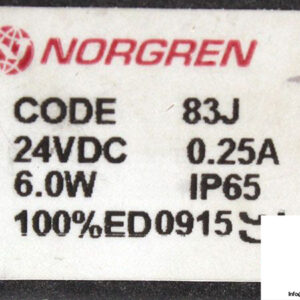 NORGREN
CODE 83J
24VDC 0.25A
6.0W IP65
100%ED0915